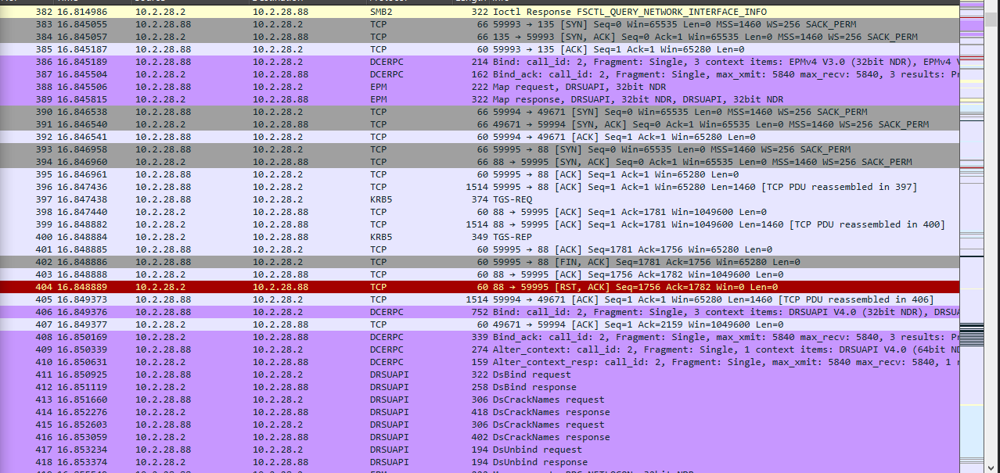 382 16.814986 10.2.28.2 10.2.28.88 SMB2 322 Ioctl Response FSCTL_QUERY_NETWORK_INTERFACE_INFO
383 16.845055 10.2.28.88 10.2.28.2 TCP 66 59993 → 135 [SYN] Seq=0 Win=65535 Len=0 MSS=1460 WS=256 SACK_PERM
384 16.845057 10.2.28.2 10.2.28.88 TCP 66 135 → 59993 [SYN, ACK] Seq=0 Ack=1 Win=65535 Len=0 MSS=1460 WS=256 SACK_PERM
385 16.845187 10.2.28.88 10.2.28.2 TCP 60 59993 → 135 [ACK] Seq=1 Ack=1 Win=65280 Len=0
386 16.845189 10.2.28.88 10.2.28.2 DCERPC 214 Bind: call_id: 2, Fragment: Single, 3 context items: EPMv4 V3.0 (32bit NDR), EPMv4
387 16.845504 10.2.28.2 10.2.28.88 DCERPC 162 Bind_ack: call_id: 2, Fragment: Single, max_xmit: 5840 max_recv: 5840, 3 results:
388 16.845506 10.2.28.88 10.2.28.2 EPM 222 Map request, DRSUAPI, 32bit NDR
389 16.845815 10.2.28.2 10.2.28.88 EPM 322 Map response, DRSUAPI, 32bit NDR, DRSUAPI, 32bit NDR
390 16.846538 10.2.28.88 10.2.28.2 TCP 66 59994 → 49671 [SYN] Seq=0 Win=65535 Len=0 MSS=1460 WS=256 SACK_PERM
391 16.846540 10.2.28.2 10.2.28.88 TCP 66 49671 → 59994 [SYN, ACK] Seq=0 Ack=1 Win=65535 Len=0 MSS=1460 WS=256 SACK_PERM
392 16.846541 10.2.28.88 10.2.28.2 TCP 60 59994 → 49671 [ACK] Seq=1 Ack=1 Win=65280 Len=0
393 16.846958 10.2.28.88 10.2.28.2 TCP 66 59995 → 88 [SYN] Seq=0 Win=65535 Len=0 MSS=1460 WS=256 SACK_PERM
394 16.846960 10.2.28.2 10.2.28.88 TCP 66 88 → 59995 [SYN, ACK] Seq=0 Ack=1 Win=65535 Len=0 MSS=1460 WS=256 SACK_PERM
395 16.846961 10.2.28.88 10.2.28.2 TCP 60 59995 → 88 [ACK] Seq=1 Ack=1 Win=65280 Len=0
396 16.847436 10.2.28.88 10.2.28.2 TCP 1514 59995 → 88 [ACK] Seq=1 Ack=1 Win=65280 Len=1460 [TCP PDU reassembled in 397]
397 16.847438 10.2.28.88 10.2.28.2 KRB5 374 TGS-REQ
398 16.847440 10.2.28.2 10.2.28.88 TCP 60 88 → 59995 [ACK] Seq=1 Ack=1781 Win=1049600 Len=0
399 16.848882 10.2.28.2 10.2.28.88 TCP 1514 88 → 59995 [ACK] Seq=1 Ack=1781 Win=1049600 Len=1460 [TCP PDU reassembled in 400]
400 16.848884 10.2.28.2 10.2.28.88 KRB5 349 TGS-REP
401 16.848885 10.2.28.88 10.2.28.2 TCP 60 59995 → 88 [ACK] Seq=1781 Ack=1756 Win=65280 Len=0
402 16.848886 10.2.28.88 10.2.28.2 TCP 60 59995 → 88 [FIN, ACK] Seq=1781 Ack=1756 Win=65280 Len=0
403 16.848888 10.2.28.2 10.2.28.88 TCP 60 88 → 59995 [ACK] Seq=1756 Ack=1782 Win=1049600 Len=0
404 16.848889 10.2.28.2 10.2.28.88 TCP 60 88 → 59995 [RST, ACK] Seq=1756 Ack=1782 Win=0 Len=0
405 16.849373 10.2.28.88 10.2.28.2 TCP 1514 59994 → 49671 [ACK] Seq=1 Ack=1 Win=65280 Len=1460 [TCP PDU reassembled in 406]
406 16.849376 10.2.28.88 10.2.28.2 DCERPC 752 Bind: call_id: 2, Fragment: Single, 3 context items: DRSUAPI V4.0 (32bit NDR),
407 16.849377 10.2.28.2 10.2.28.88 TCP 60 49671 → 59994 [ACK] Seq=1 Ack=2159 Win=1049600 Len=0
408 16.850169 10.2.28.2 10.2.28.88 DCERPC 339 Bind_ack: call_id: 2, Fragment: Single, max_xmit: 5840 max_recv: 5840, 3 results:
409 16.850339 10.2.28.88 10.2.28.2 DCERPC 274 Alter_context: call_id: 2, Fragment: Single, 1 context items: DRSUAPI V4.0 (64bit
410 16.850631 10.2.28.2 10.2.28.88 DCERPC 159 Alter_context_resp: call_id: 2, Fragment: Single, max_xmit: 5840 max_recv: 5840, 1
411 16.850925 10.2.28.88 10.2.28.2 DRSUAPI 322 DsBind request
412 16.851119 10.2.28.2 10.2.28.88 DRSUAPI 258 DsBind response
413 16.851660 10.2.28.88 10.2.28.2 DRSUAPI 306 DsCrackNames request
414 16.852276 10.2.28.2 10.2.28.88 DRSUAPI 418 DsCrackNames response
415 16.852603 10.2.28.88 10.2.28.2 DRSUAPI 306 DsCrackNames request
416 16.853059 10.2.28.2 10.2.28.88 DRSUAPI 402 DsCrackNames response
417 16.853234 10.2.28.88 10.2.28.2 DRSUAPI 194 DsUnbind request
418 16.853374 10.2.28.2 10.2.28.88 DRSUAPI 194 DsUnbind response